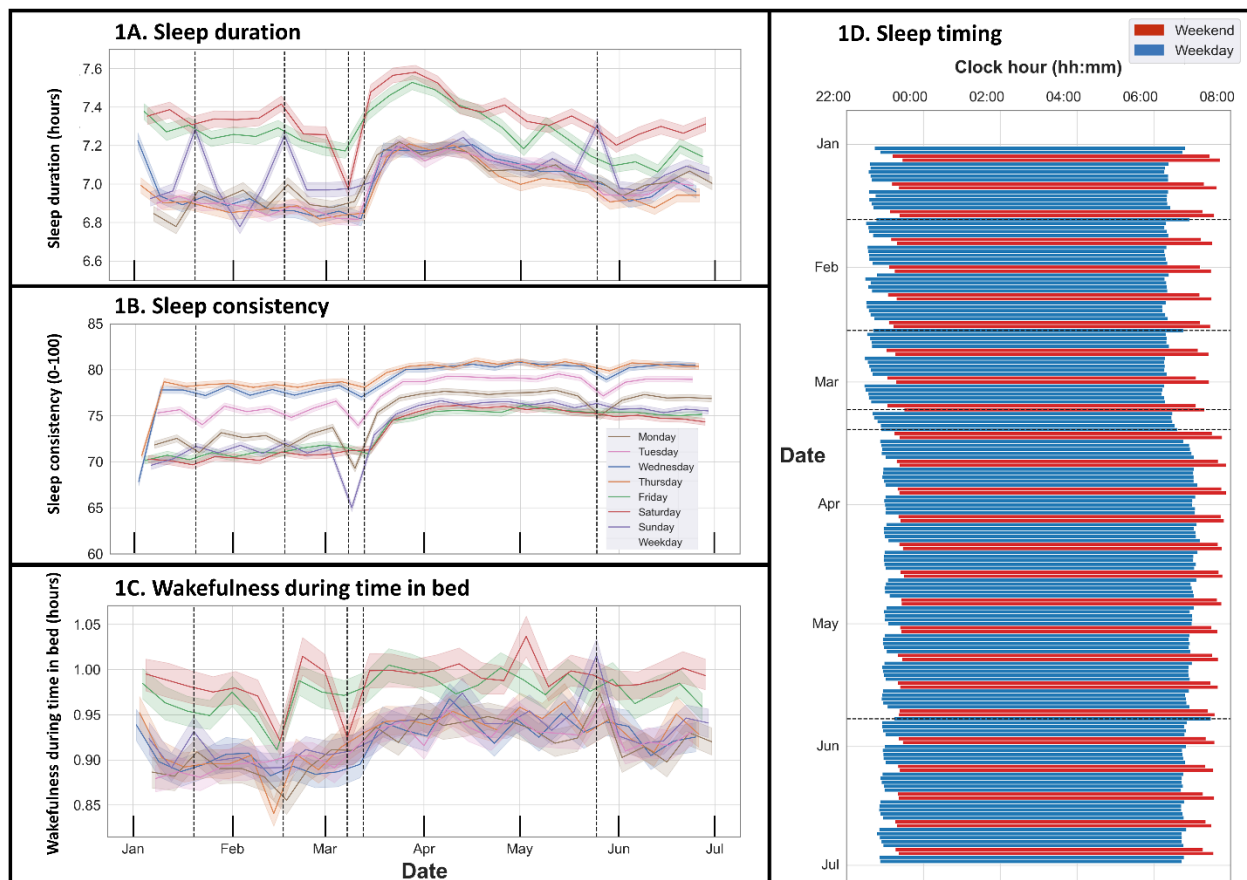 1A. Sleep duration
Sleep duration (hours)
7.6
7.4
7.2
7.0
6.8
6.6
1B. Sleep consistency
Sleep consistency (0-100)
85
80
75
70
65
60
Monday
Tuesday
Wednesday
Thursday
Friday
Saturday
Sunday
Weekday
1C. Wakefulness during time in bed
Wakefulness during time in bed (hours)
1.05
1.00
0.95
0.90
0.85
Jan Feb Mar Apr May Jun Jul
Date
1D. Sleep timing
Weekend
Weekday
Clock hour (hh:mm)
22:00 00:00 02:00 04:00 06:00 08:00
Date
Jan
Feb
Mar
Apr
May
Jun
Jul